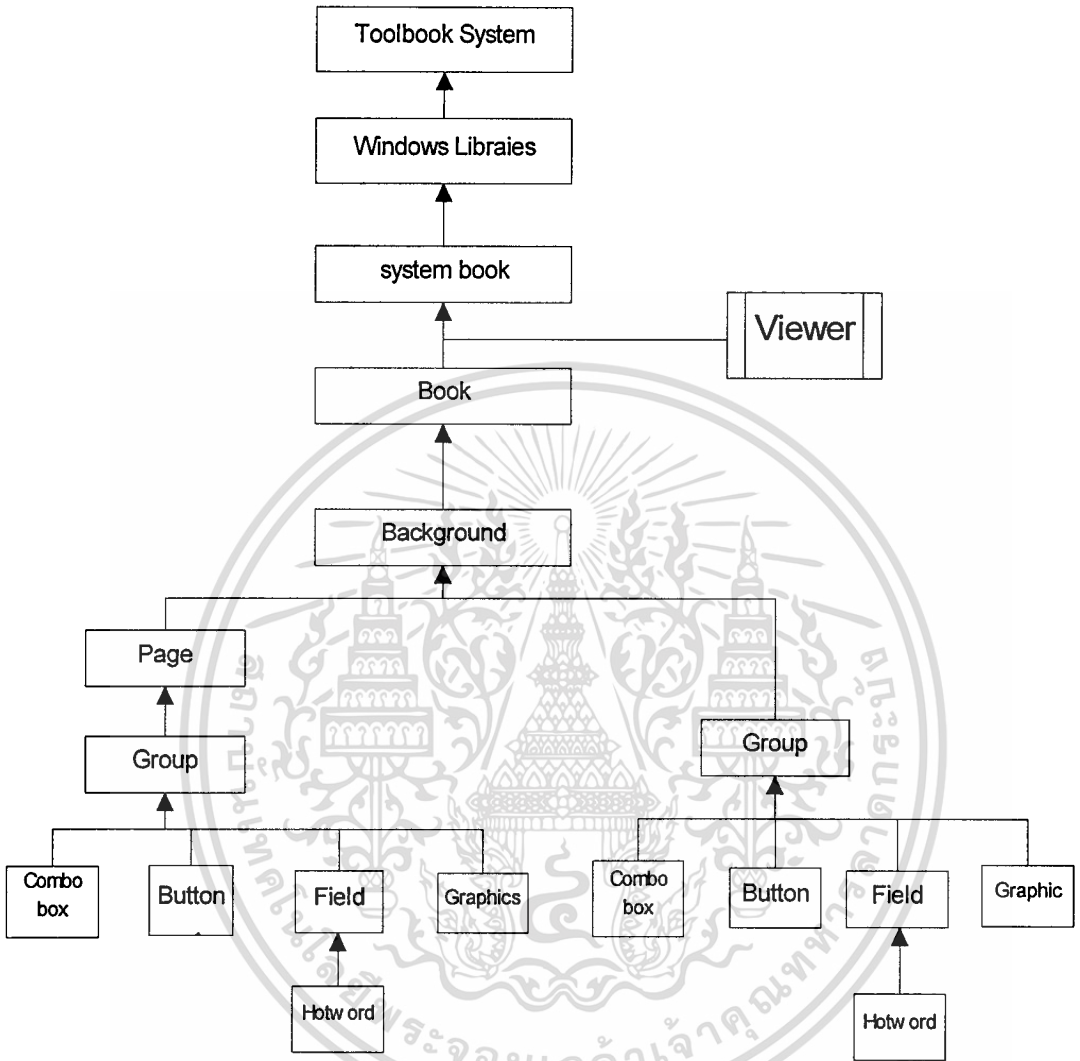 Toolbook System
Windows Libraies
system book
Viewer
Book
Background
Page
Group
Group
Combo
box
Button
Field
Graphics
Combo
box
Button
Field
Graphic
Hotw ord
Hotw ord